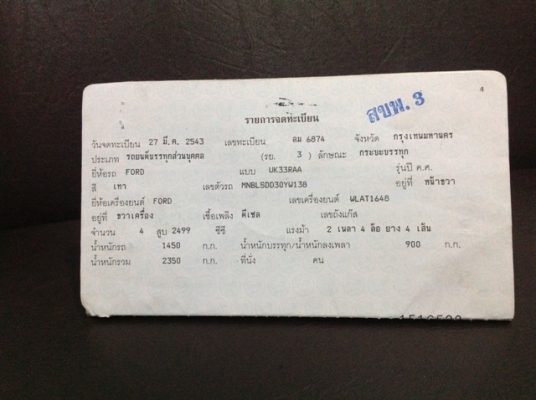 4
รายการจดทะเบียน
สบพ. 3
วันจดทะเบียน 27 มี.ค. 2543 เลขทะเบียน 6874 จังหวัด กรุงเทพมหานคร
ประเภท รถยนต์บรรทุกส่วนบุคคล (รย. 3 ) ลักษณะ กระบะบรรทุก
ยี่ห้อรถ FORD แบบ UK33RAA รุ่นปี ค.ศ.
สี เทา เลขตัวรถ MNBLSDD30YW138 อยู่ที่ หน้าขวา
ยี่ห้อเครื่องยนต์ FORD เลขเครื่องยนต์ WLAT1648
อยู่ที่ ขวาเครื่อง เชื้อเพลิง ดีเซล เลขถังแก๊ส
จำนวน 4 สูบ 2499 ซีซี แรงม้า 2 เพลา 4 ล้อ ยาง 4 เส้น
น้ำหนักรถ 1450 ก.ก. น้ำหนักบรรทุก/น้ำหนักลงเพลา 900 ก.ก.
น้ำหนักรวม 2350 ก.ก. ที่นั่ง คน